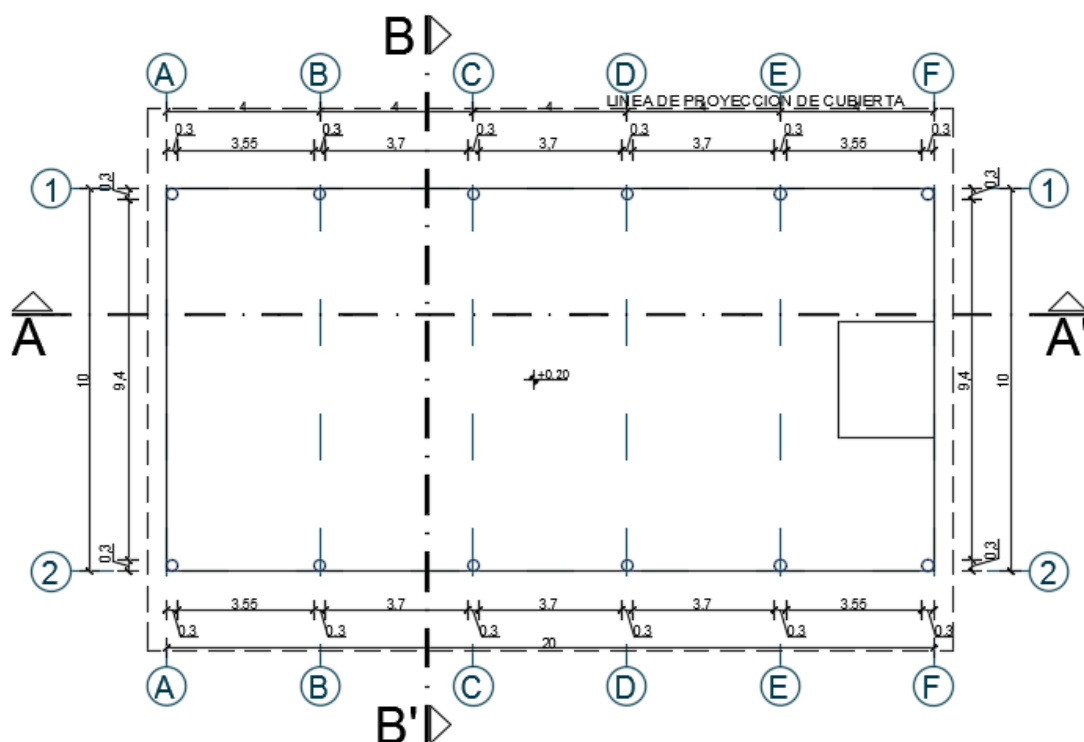 B
A B C D E F
4 4 4 4 4
LINEA DE PROYECCION DE CUBIERTA
0.3 0.3 0.3 0.3 0.3 0.3
3,55 3,7 3,7 3,7 3,55
1 0,3 0,3 1
A A'
10 9,4 +0,20 9,4 10
2 0,3 0,3 2
3,55 3,7 3,7 3,7 3,55
0.3 0.3 0.3 0.3 0.3 0.3
20
A B C D E F
B'